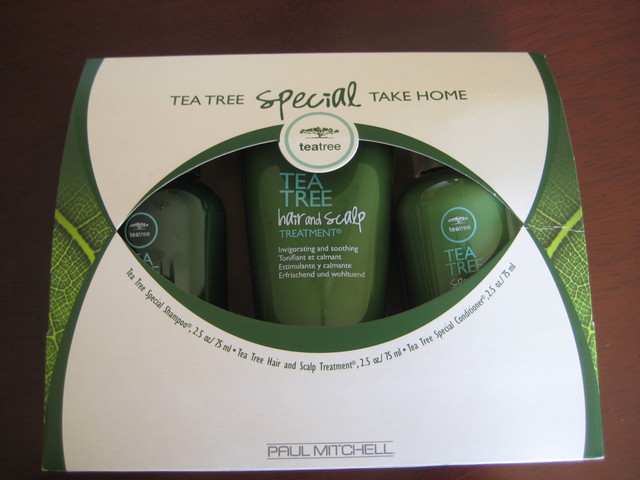 TEA TREE special TAKE HOME
teatree
teatree
TEA
TREE
hair and scalp
TREATMENT®
Invigorating and soothing
Tonifiant et calmant
Estimulante y calmante
Erfrischend und wohltuend
teatree
TEA
TREE
Tea Tree Special Shampoo®, 2.5 oz/ 75 ml • Tea Tree Hair and Scalp Treatment®, 2.5 oz/ 75 ml • Tea Tree Special Conditioner®, 2.5 oz/ 75 ml
PAUL MITCHELL